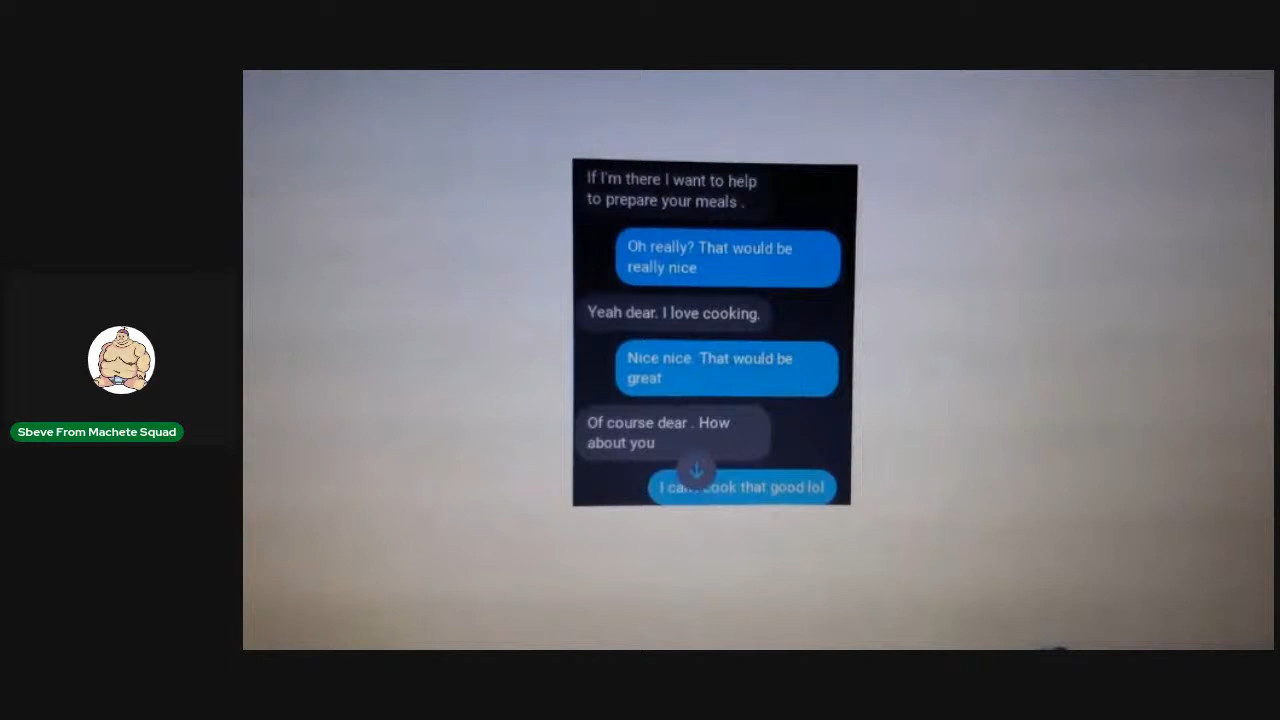 If I'm there I want to help
to prepare your meals .
Oh really? That would be
really nice
Yeah dear. I love cooking.
Nice nice. That would be
great
Of course dear . How
about you
I ook that good lol
Sbeve From Machete Squad